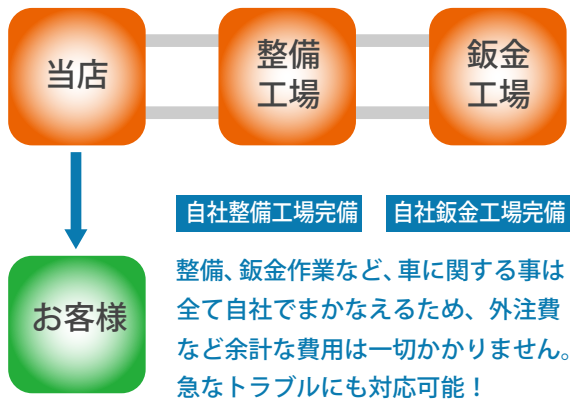 当店
整備
工場
鈑金
工場
自社整備工場完備
自社鈑金工場完備
お客様
整備、鈑金作業など、車に関する事は
全て自社でまかなえるため、外注費
など余計な費用は一切かかりません。
急なトラブルにも対応可能！